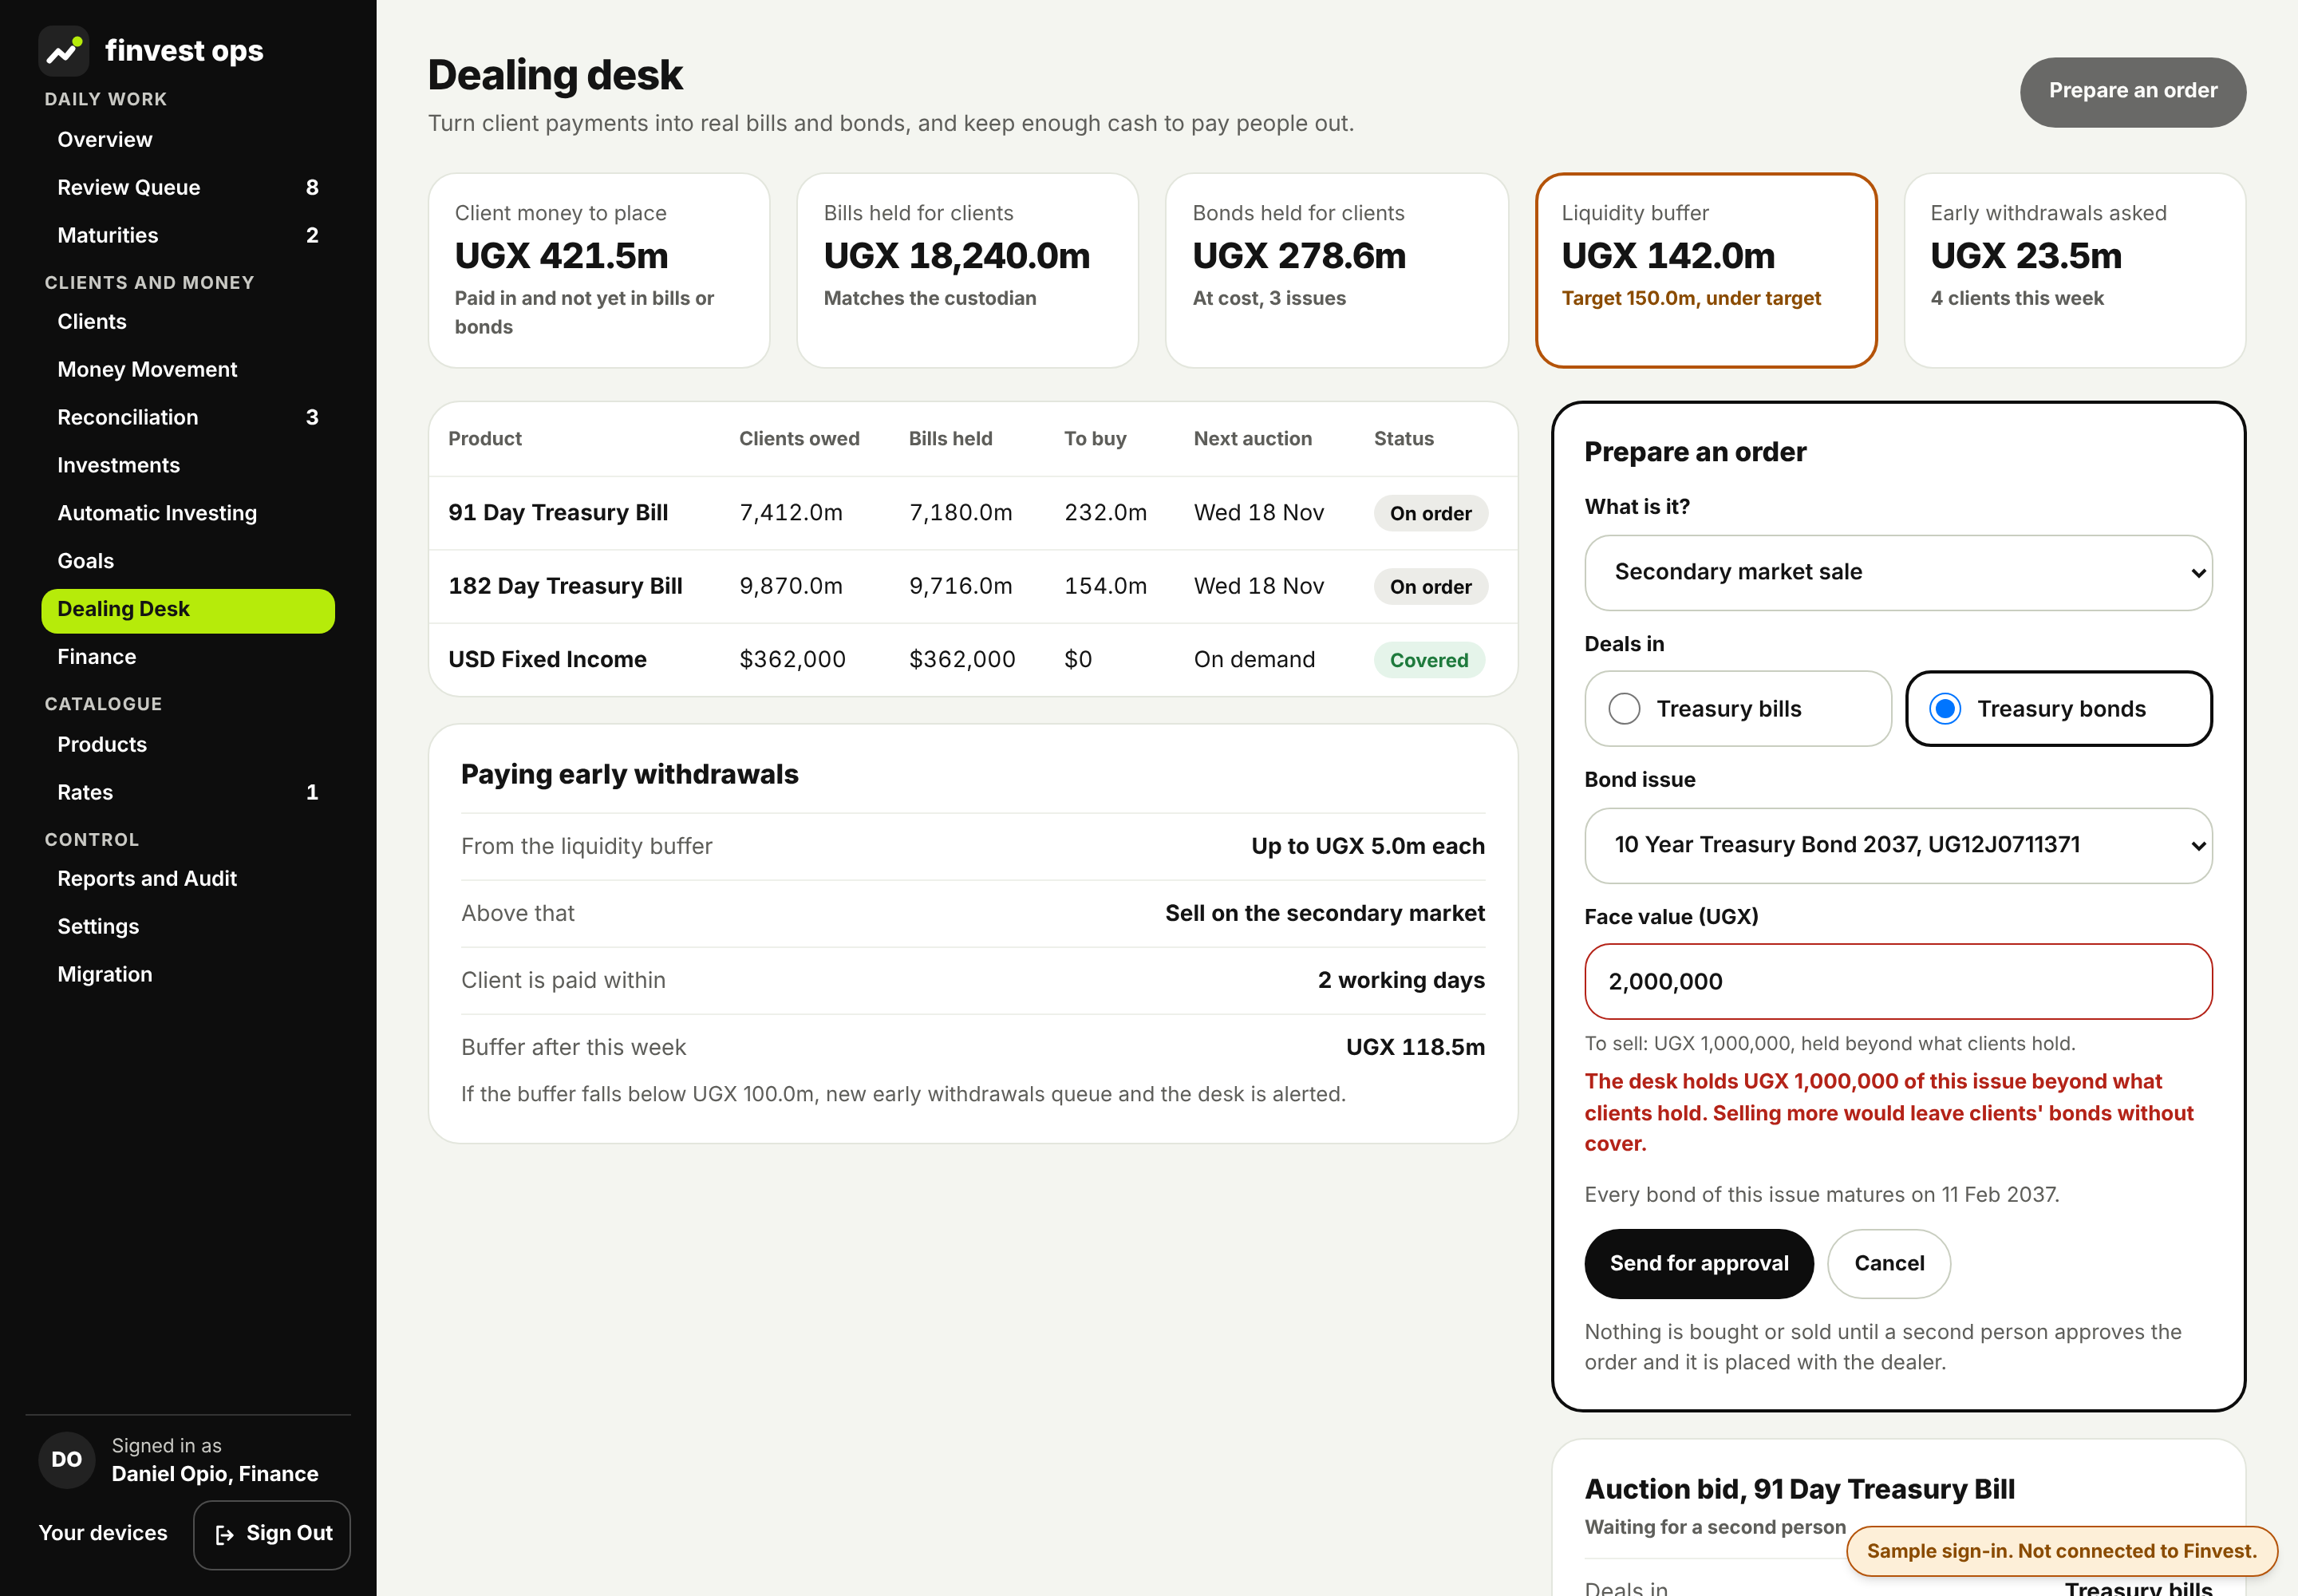 finvest ops
DAILY WORK
Overview
Review Queue 8
Maturities 2
CLIENTS AND MONEY
Clients
Money Movement
Reconciliation 3
Investments
Automatic Investing
Goals
Dealing Desk
Finance
CATALOGUE
Products
Rates 1
CONTROL
Reports and Audit
Settings
Migration
DO
Signed in as
Daniel Opio, Finance
Your devices
Sign Out
Dealing desk
Turn client payments into real bills and bonds, and keep enough cash to pay people out.
Prepare an order
Client money to place
UGX 421.5m
Paid in and not yet in bills or
bonds
Bills held for clients
UGX 18,240.0m
Matches the custodian
Bonds held for clients
UGX 278.6m
At cost, 3 issues
Liquidity buffer
UGX 142.0m
Target 150.0m, under target
Early withdrawals asked
UGX 23.5m
4 clients this week
Product Clients owed Bills held To buy Next auction Status
91 Day Treasury Bill 7,412.0m 7,180.0m 232.0m Wed 18 Nov On order
182 Day Treasury Bill 9,870.0m 9,716.0m 154.0m Wed 18 Nov On order
USD Fixed Income $362,000 $362,000 $0 On demand Covered
Paying early withdrawals
From the liquidity buffer Up to UGX 5.0m each
Above that Sell on the secondary market
Client is paid within 2 working days
Buffer after this week UGX 118.5m
If the buffer falls below UGX 100.0m, new early withdrawals queue and the desk is alerted.
Prepare an order
What is it?
Secondary market sale
Deals in
Treasury bills Treasury bonds
Bond issue
10 Year Treasury Bond 2037, UG12J0711371
Face value (UGX)
2,000,000
To sell: UGX 1,000,000, held beyond what clients hold.
The desk holds UGX 1,000,000 of this issue beyond what
clients hold. Selling more would leave clients' bonds without
cover.
Every bond of this issue matures on 11 Feb 2037.
Send for approval Cancel
Nothing is bought or sold until a second person approves the
order and it is placed with the dealer.
Auction bid, 91 Day Treasury Bill
Waiting for a second person
Sample sign-in. Not connected to Finvest.
Deals in Treasury bills